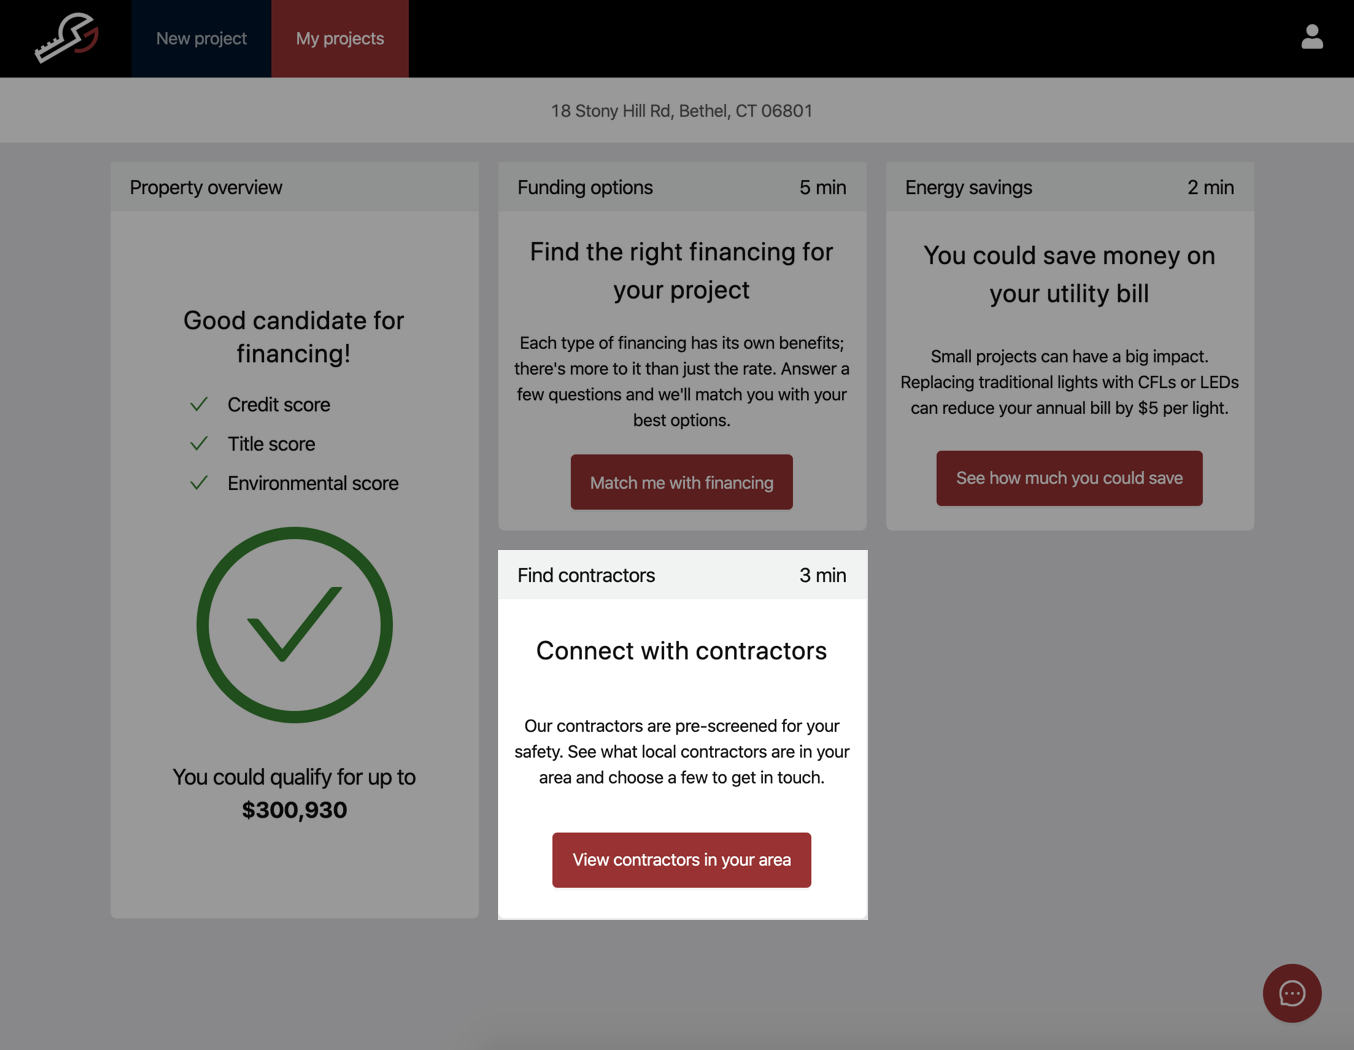 New project
My projects
18 Stony Hill Rd, Bethel, CT 06801
Property overview
Good candidate for
financing!
Credit score
Title score
Environmental score
You could qualify for up to
$300,930
Funding options 5 min
Find the right financing for
your project
Each type of financing has its own benefits;
there's more to it than just the rate. Answer a
few questions and we'll match you with your
best options.
Match me with financing
Energy savings 2 min
You could save money on
your utility bill
Small projects can have a big impact.
Replacing traditional lights with CFLs or LEDs
can reduce your annual bill by $5 per light.
See how much you could save
Find contractors 3 min
Connect with contractors
Our contractors are pre-screened for your
safety. See what local contractors are in your
area and choose a few to get in touch.
View contractors in your area